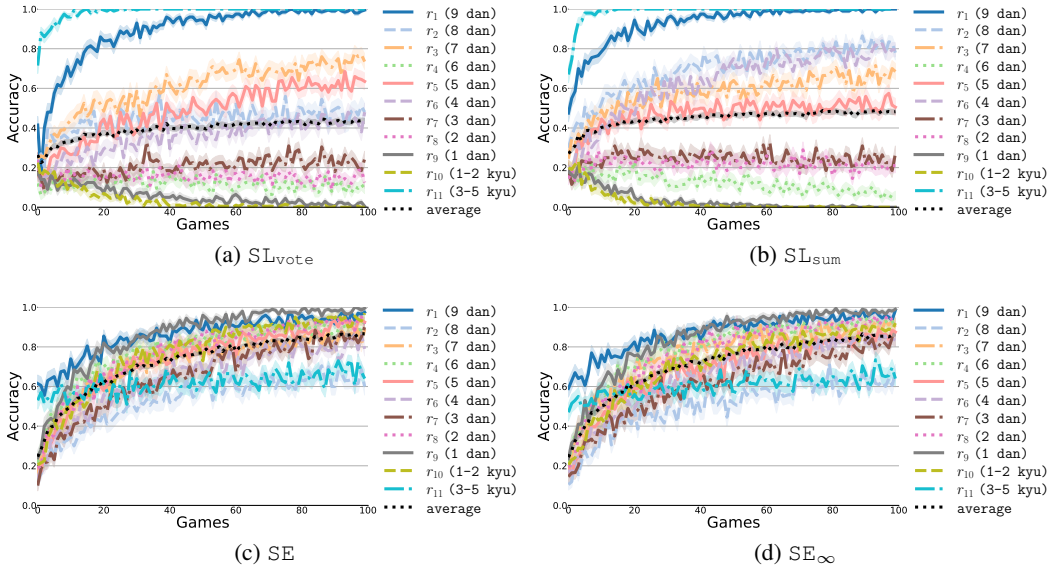 1.0
0.8
0.6
0.4
0.2
0.0
Accuracy
0 20 40 60 80 100
Games
r1 (9 dan)
r2 (8 dan)
r3 (7 dan)
r4 (6 dan)
r5 (5 dan)
r6 (4 dan)
r7 (3 dan)
r8 (2 dan)
r9 (1 dan)
r10 (1-2 kyu)
r11 (3-5 kyu)
average
(a) SLvote
1.0
0.8
0.6
0.4
0.2
0.0
Accuracy
0 20 40 60 80 100
Games
r1 (9 dan)
r2 (8 dan)
r3 (7 dan)
r4 (6 dan)
r5 (5 dan)
r6 (4 dan)
r7 (3 dan)
r8 (2 dan)
r9 (1 dan)
r10 (1-2 kyu)
r11 (3-5 kyu)
average
(b) SLsum
1.0
0.8
0.6
0.4
0.2
0.0
Accuracy
0 20 40 60 80 100
Games
r1 (9 dan)
r2 (8 dan)
r3 (7 dan)
r4 (6 dan)
r5 (5 dan)
r6 (4 dan)
r7 (3 dan)
r8 (2 dan)
r9 (1 dan)
r10 (1-2 kyu)
r11 (3-5 kyu)
average
(c) SE
1.0
0.8
0.6
0.4
0.2
0.0
Accuracy
0 20 40 60 80 100
Games
r1 (9 dan)
r2 (8 dan)
r3 (7 dan)
r4 (6 dan)
r5 (5 dan)
r6 (4 dan)
r7 (3 dan)
r8 (2 dan)
r9 (1 dan)
r10 (1-2 kyu)
r11 (3-5 kyu)
average
(d) SE∞